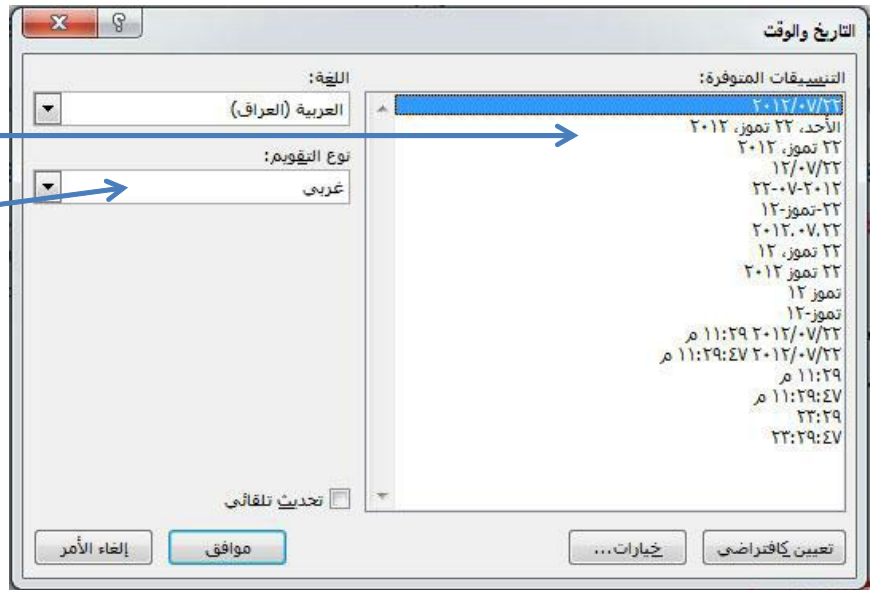 التاريخ والوقت
التنسيقات المتوفرة:
٢٠١٢/٠٧/٢٢
الأحد، ٢٢ تموز، ٢٠١٢
٢٢ تموز، ٢٠١٢
١٢/٠٧/٢٢
٢٢-٠٧-٢٠١٢
٢٢-تموز-١٢
٢٠١٢.٠٧.٢٢
٢٢ تموز، ١٢
٢٢ تموز ٢٠١٢
تموز ١٢
تموز-١٢
٢٠١٢/٠٧/٢٢ ١١:٢٩ م
٢٠١٢/٠٧/٢٢ ١١:٢٩:٤٧ م
١١:٢٩ م
١١:٢٩:٤٧ م
٢٣:٢٩
٢٣:٢٩:٤٧
اللغة:
العربية (العراق)
نوع التقويم:
غربي
تحديث تلقائي
تعيين كافتراضي
خيارات...
موافق
إلغاء الأمر